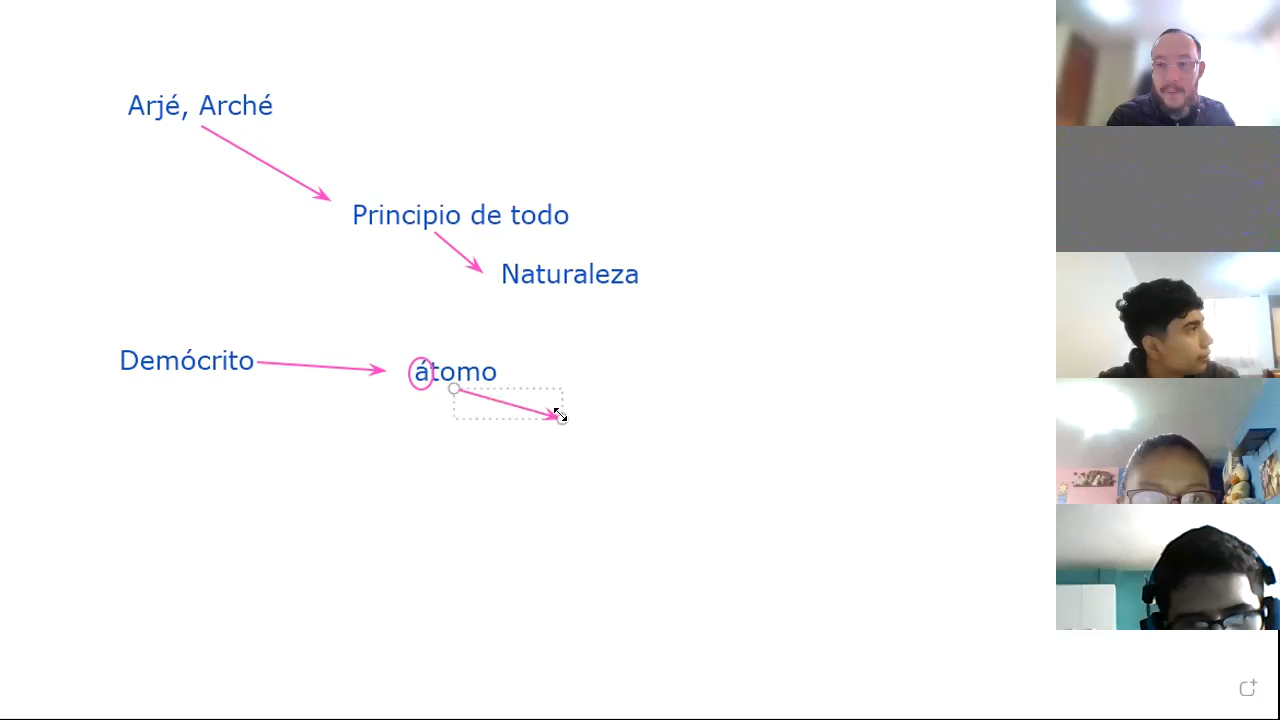 Arjé, Arché
Principio de todo
Naturaleza
Demócrito
átomo